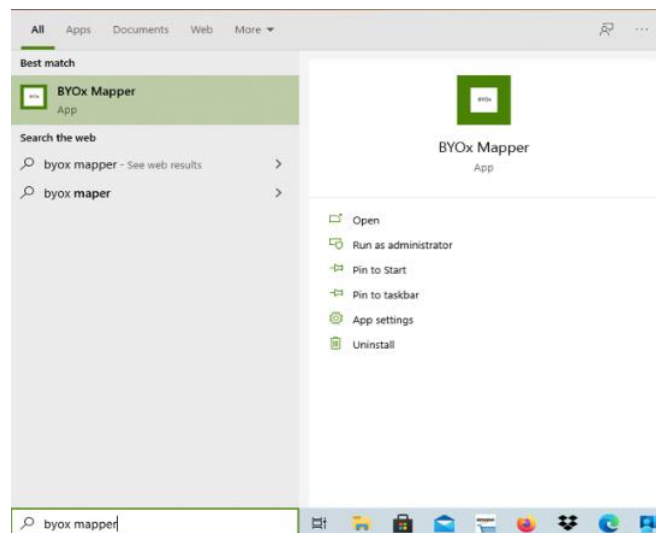 All Apps Documents Web More
Best match
BYOx Mapper
App
Search the web
byox mapper - See web results
byox maper
BYOx
BYOx Mapper
App
Open
Run as administrator
Pin to Start
Pin to taskbar
App settings
Uninstall
byox mapper